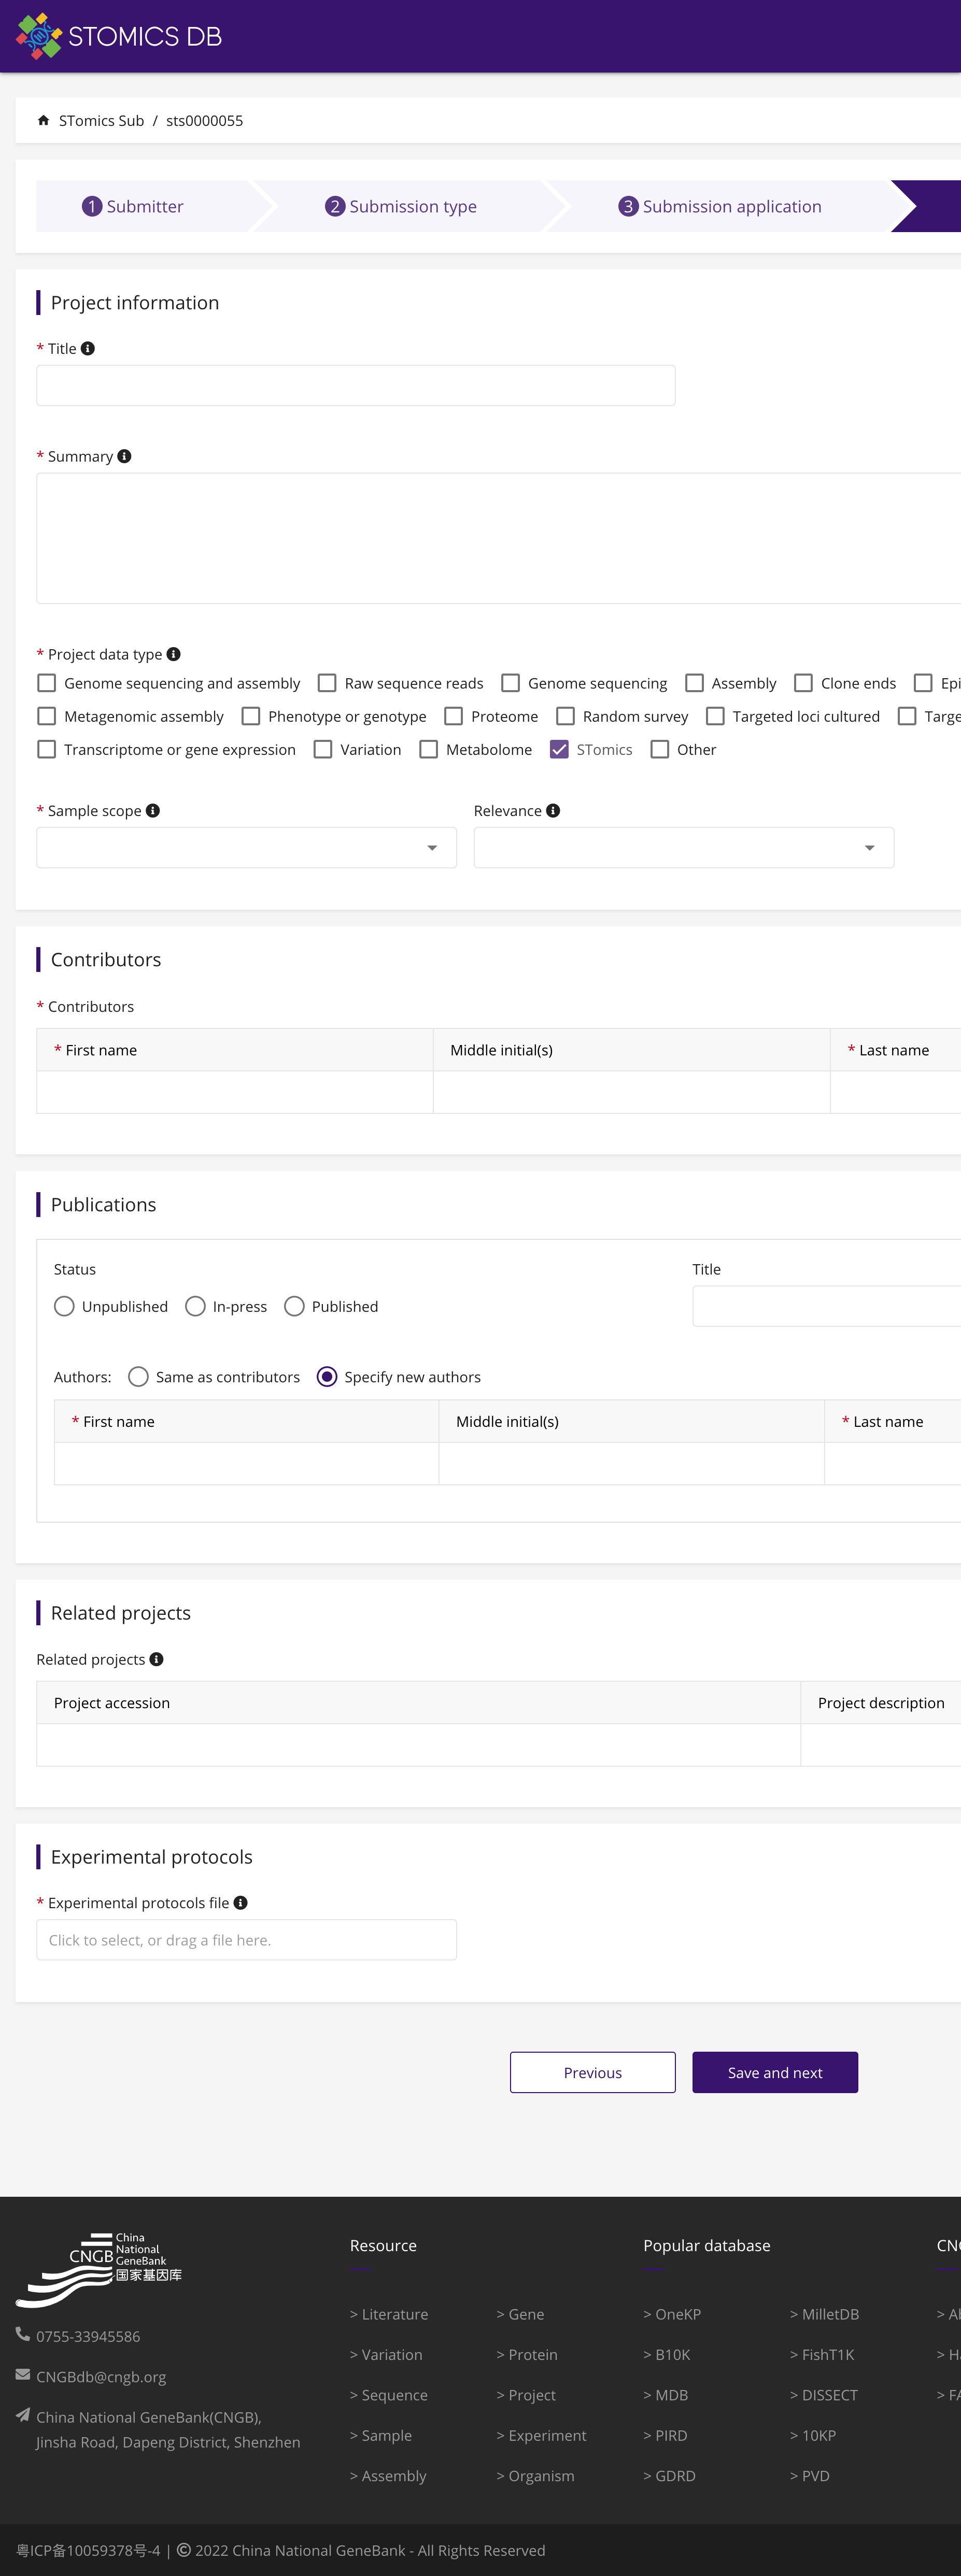 STOMICS DB
STomics Sub / sts0000055
1 Submitter 2 Submission type 3 Submission application
Project information
* Title
* Summary
* Project data type
Genome sequencing and assembly Raw sequence reads Genome sequencing Assembly Clone ends Epi
Metagenomic assembly Phenotype or genotype Proteome Random survey Targeted loci cultured Targe
Transcriptome or gene expression Variation Metabolome STomics Other
* Sample scope Relevance
Contributors
* Contributors
* First name Middle initial(s) * Last name
Publications
Status Title
Unpublished In-press Published
Authors: Same as contributors Specify new authors
* First name Middle initial(s) * Last name
Related projects
Related projects
Project accession Project description
Experimental protocols
* Experimental protocols file
Click to select, or drag a file here.
Previous Save and next
China
National
GeneBank
CNGB 国家基因库
0755-33945586
CNGBdb@cngb.org
China National GeneBank(CNGB),
Jinsha Road, Dapeng District, Shenzhen
Resource
> Literature > Gene
> Variation > Protein
> Sequence > Project
> Sample > Experiment
> Assembly > Organism
Popular database
> OneKP > MilletDB
> B10K > FishT1K
> MDB > DISSECT
> PIRD > 10KP
> GDRD > PVD
CN
> A
> H
> FA
粤ICP备10059378号-4 | © 2022 China National GeneBank - All Rights Reserved